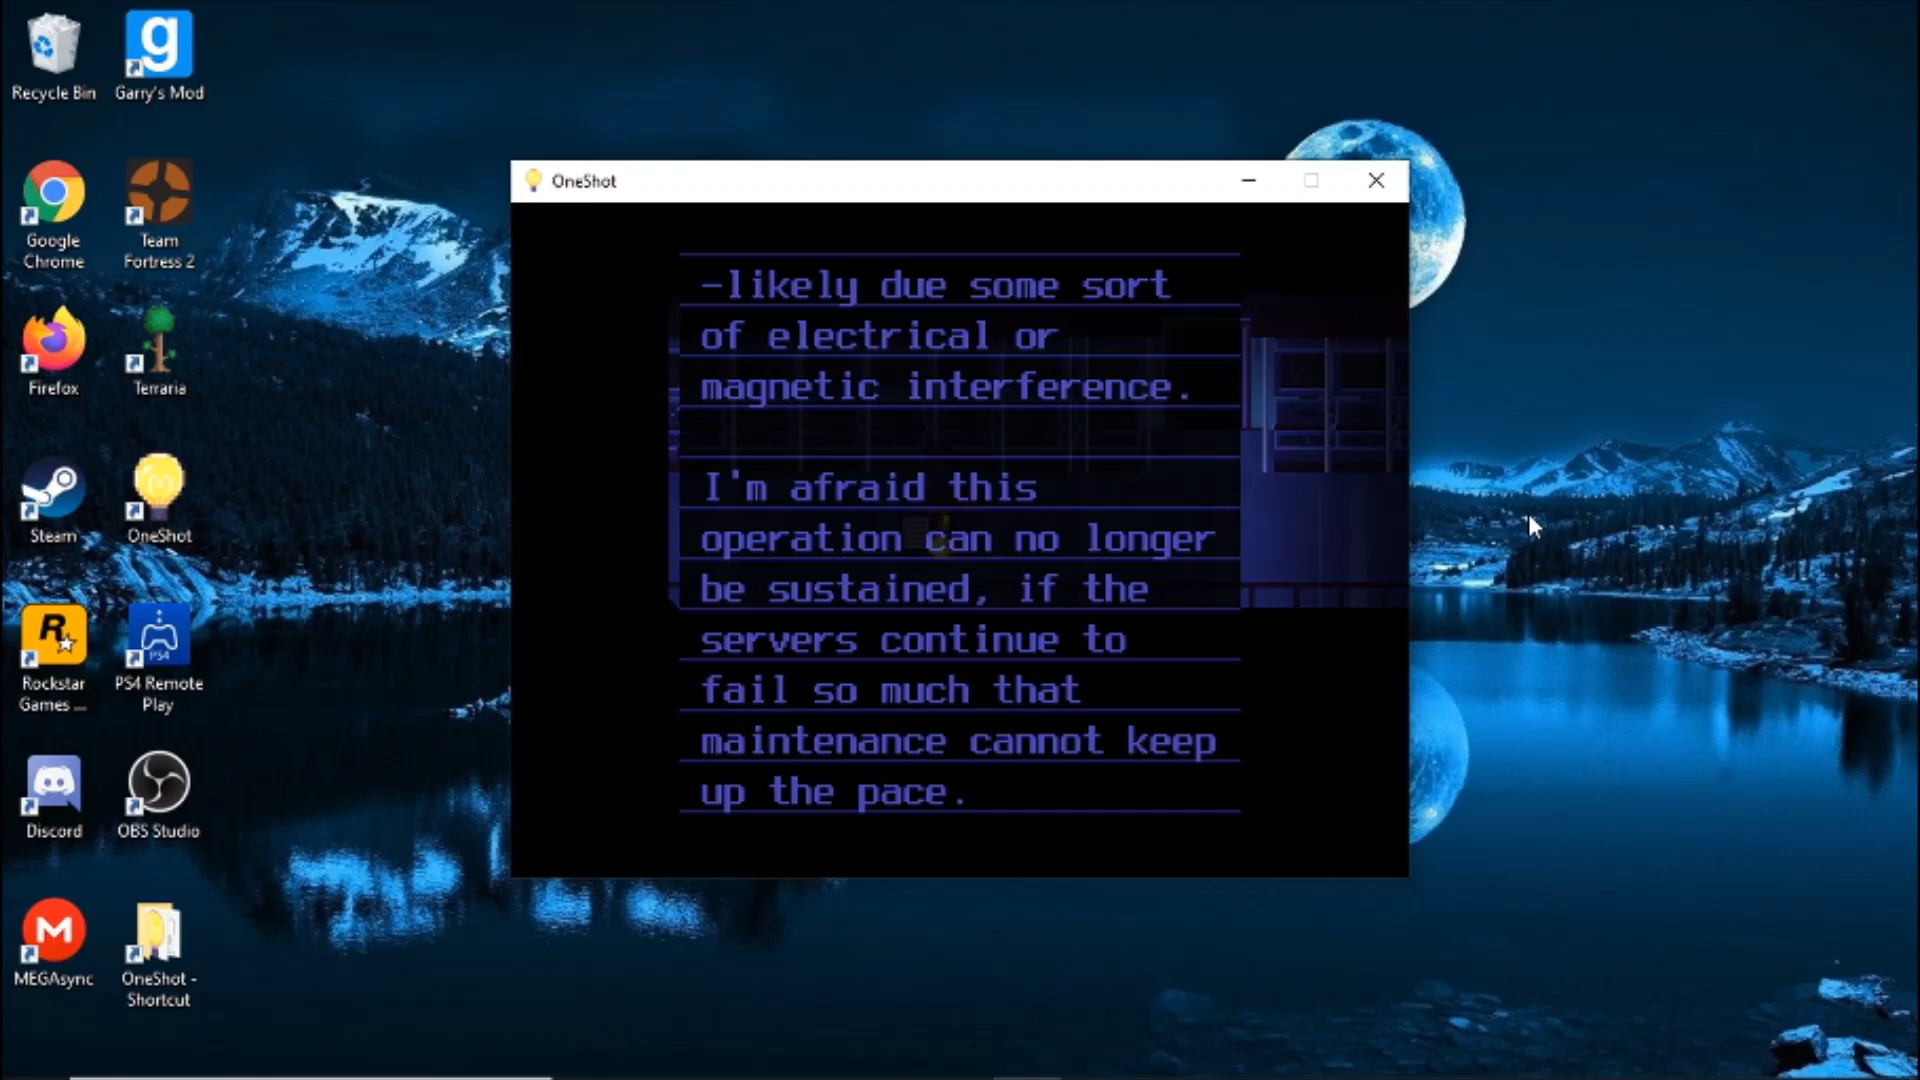 Recycle Bin
Garry's Mod
Google
Chrome
Team
Fortress 2
Firefox
Terraria
Steam
OneShot
Rockstar
Games ...
PS4 Remote
Play
Discord
OBS Studio
MEGAsync
OneShot -
Shortcut
g
R
PS4
M
OneShot
-likely due some sort
of electrical or
magnetic interference.
I'm afraid this
operation can no longer
be sustained, if the
servers continue to
fail so much that
maintenance cannot keep
up the pace.